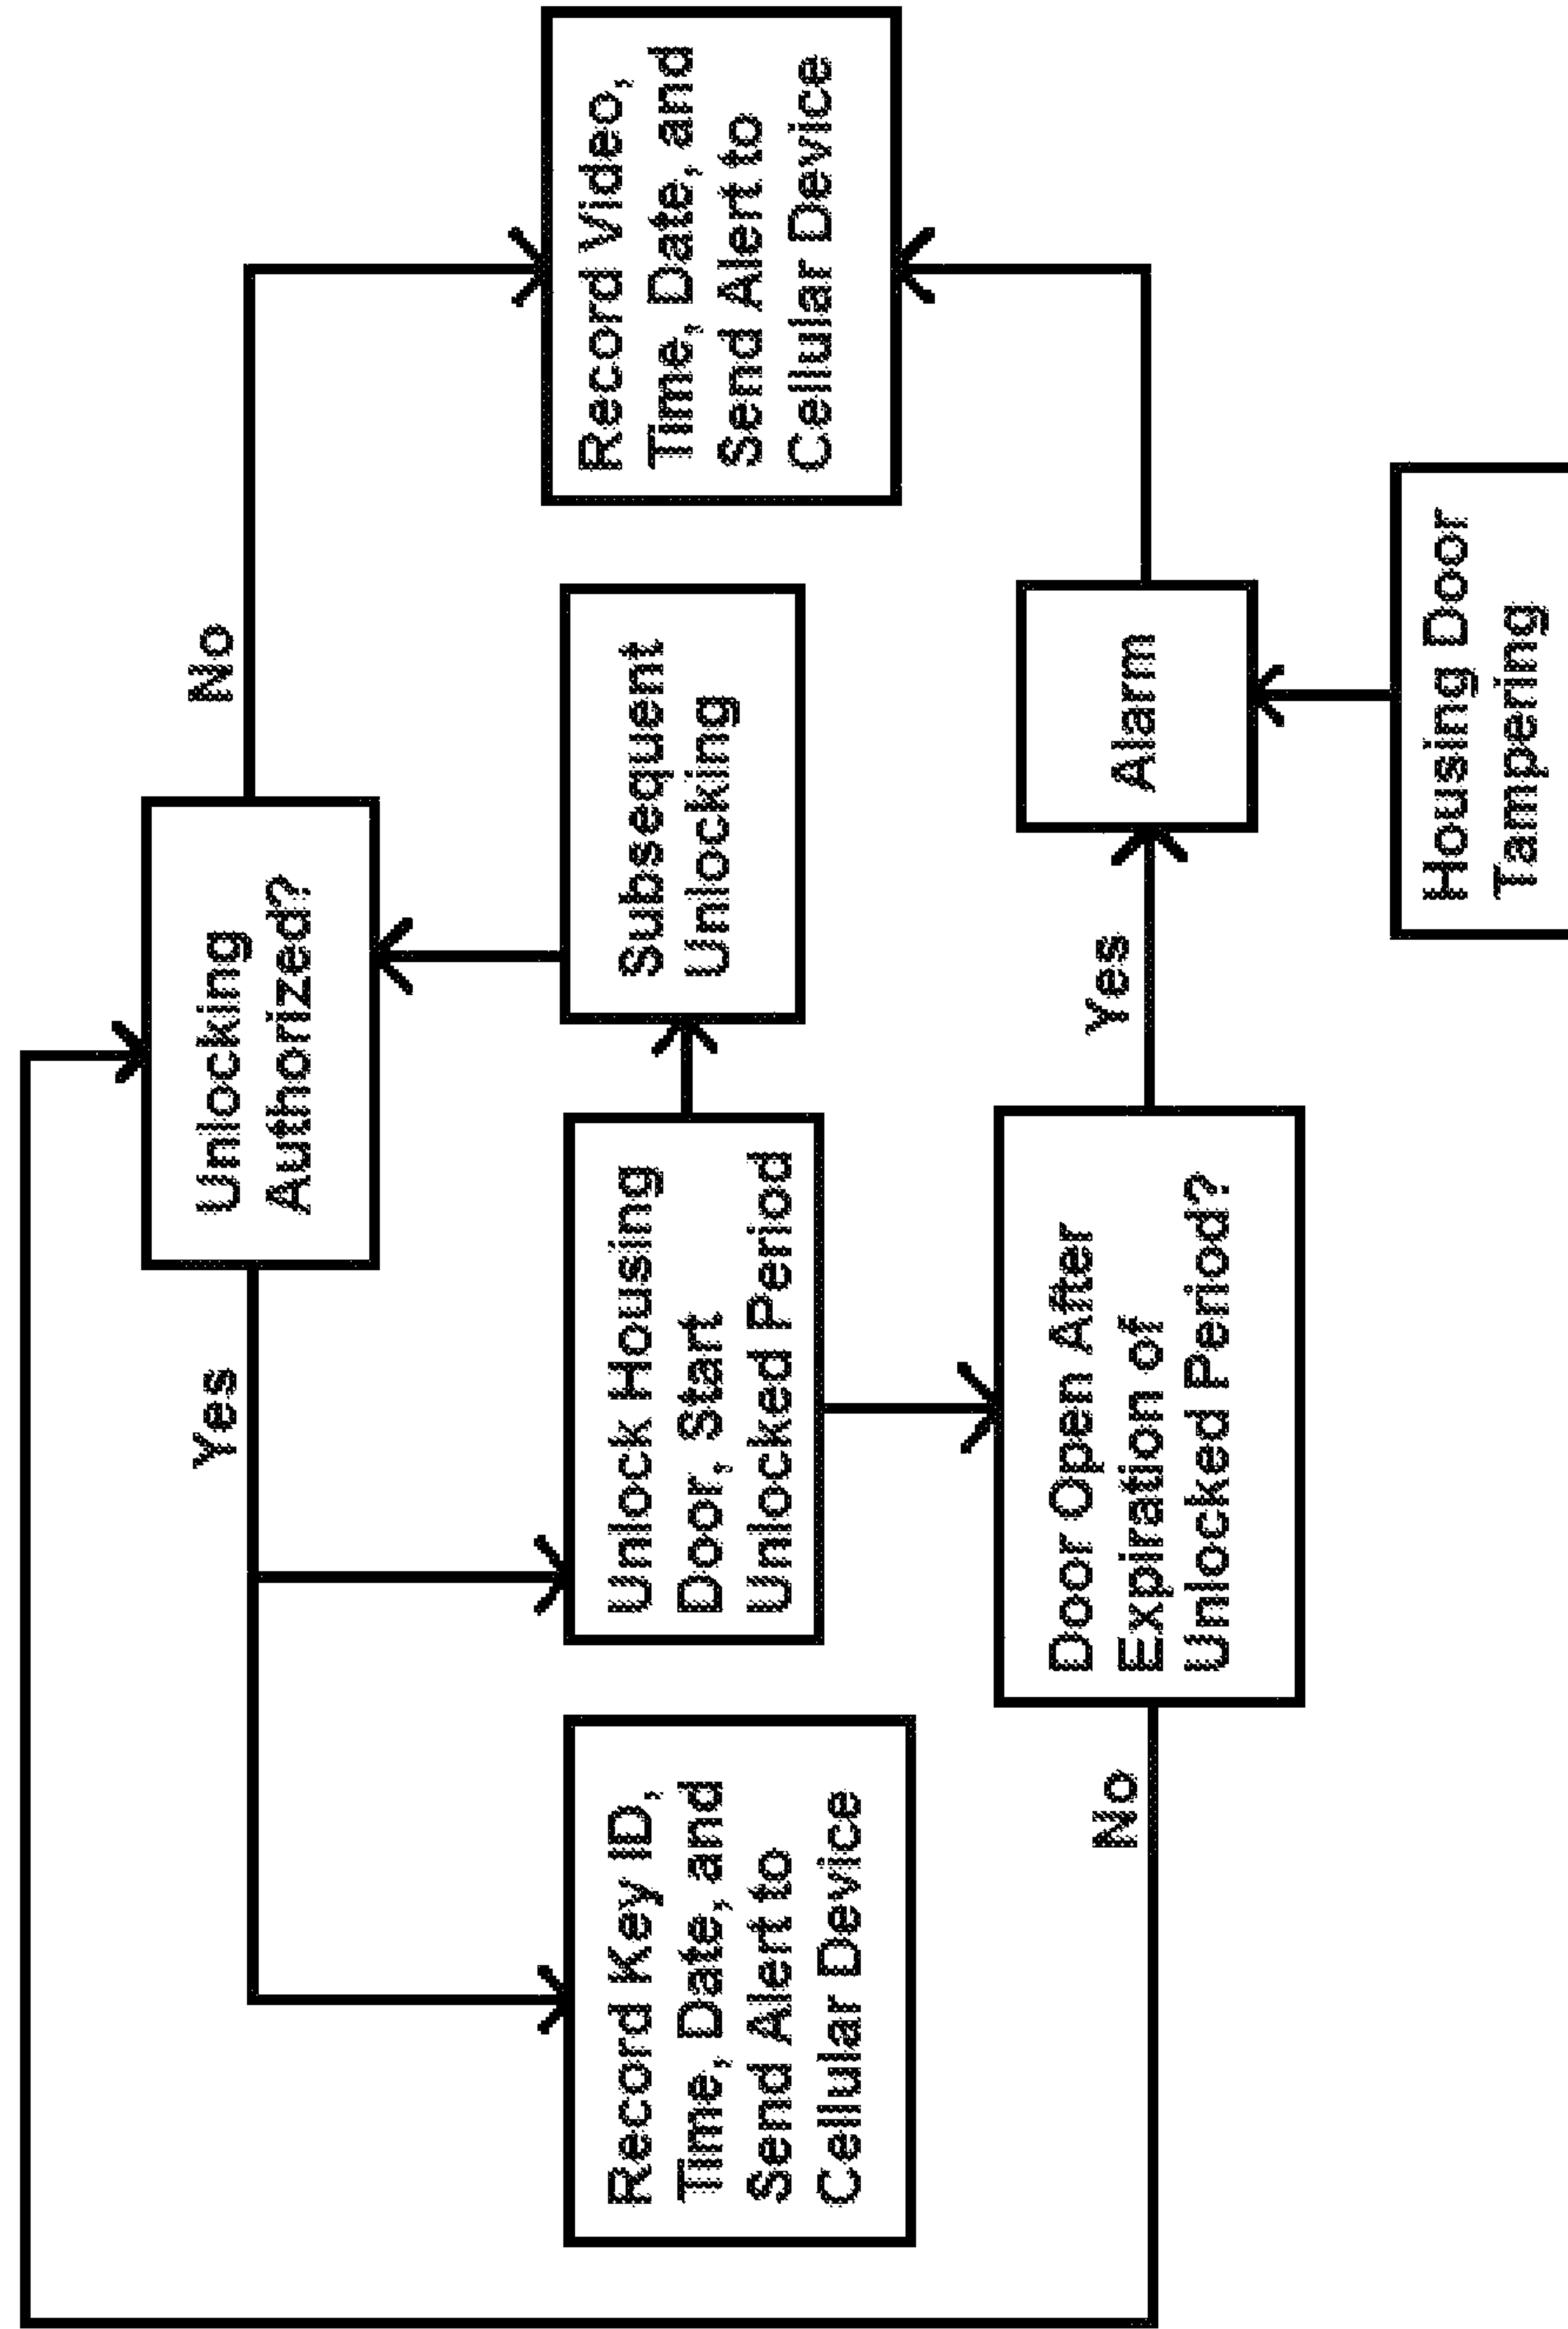 Unlocking
Authorized?
Yes
No
Record Key ID,
Time, Date, and
Send Alert to
Cellular Device
Unlock Housing
Door, Start
Unlocked Period
Subsequent
Unlocking
Record Video,
Time, Date, and
Send Alert to
Cellular Device
Door Open After
Expiration of
Unlocked Period?
No
Yes
Alarm
Housing Door
Tampering